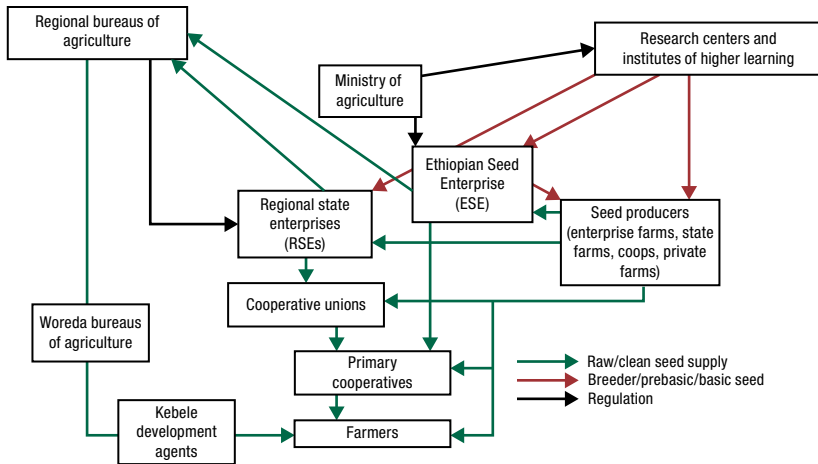 Regional bureaus of
agriculture
Research centers and
institutes of higher learning
Ministry of
agriculture
Ethiopian Seed
Enterprise
(ESE)
Regional state
enterprises
(RSEs)
Seed producers
(enterprise farms, state
farms, coops, private
farms)
Cooperative unions
Woreda bureaus
of agriculture
Primary
cooperatives
Raw/clean seed supply
Breeder/prebasic/basic seed
Regulation
Kebele
development
agents
Farmers